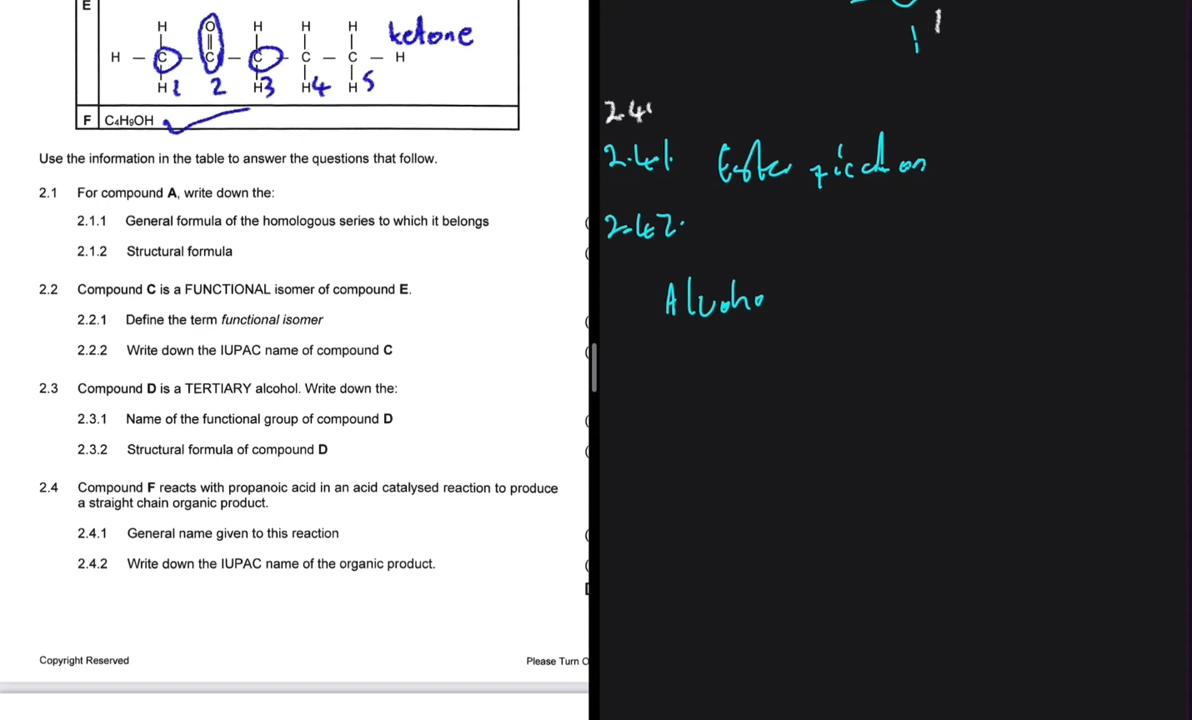 E
H O H H H ketone
H – C – C – C – C – C – H
H 1 2 H 3 H 4 H 5
F C₄H₉OH
Use the information in the table to answer the questions that follow.
2.1 For compound A, write down the:
2.1.1 General formula of the homologous series to which it belongs
2.1.2 Structural formula
2.2 Compound C is a FUNCTIONAL isomer of compound E.
2.2.1 Define the term functional isomer
2.2.2 Write down the IUPAC name of compound C
2.3 Compound D is a TERTIARY alcohol. Write down the:
2.3.1 Name of the functional group of compound D
2.3.2 Structural formula of compound D
2.4 Compound F reacts with propanoic acid in an acid catalysed reaction to produce
a straight chain organic product.
2.4.1 General name given to this reaction
2.4.2 Write down the IUPAC name of the organic product.
Copyright Reserved
Please Turn O
2.4
2.4.1.
2.4.2.
Alcoho